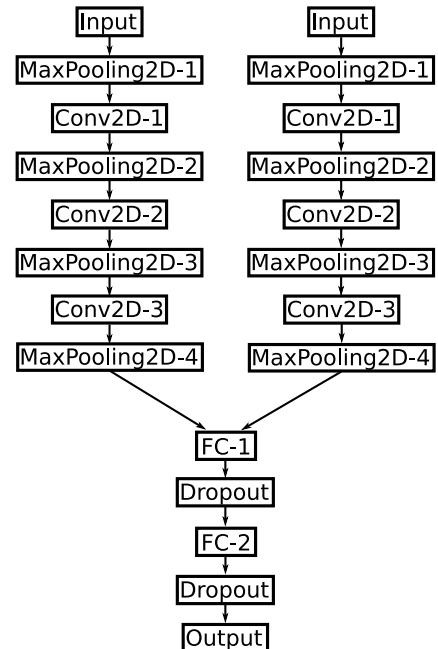 Input
MaxPooling2D-1
Conv2D-1
MaxPooling2D-2
Conv2D-2
MaxPooling2D-3
Conv2D-3
MaxPooling2D-4
Input
MaxPooling2D-1
Conv2D-1
MaxPooling2D-2
Conv2D-2
MaxPooling2D-3
Conv2D-3
MaxPooling2D-4
FC-1
Dropout
FC-2
Dropout
Output